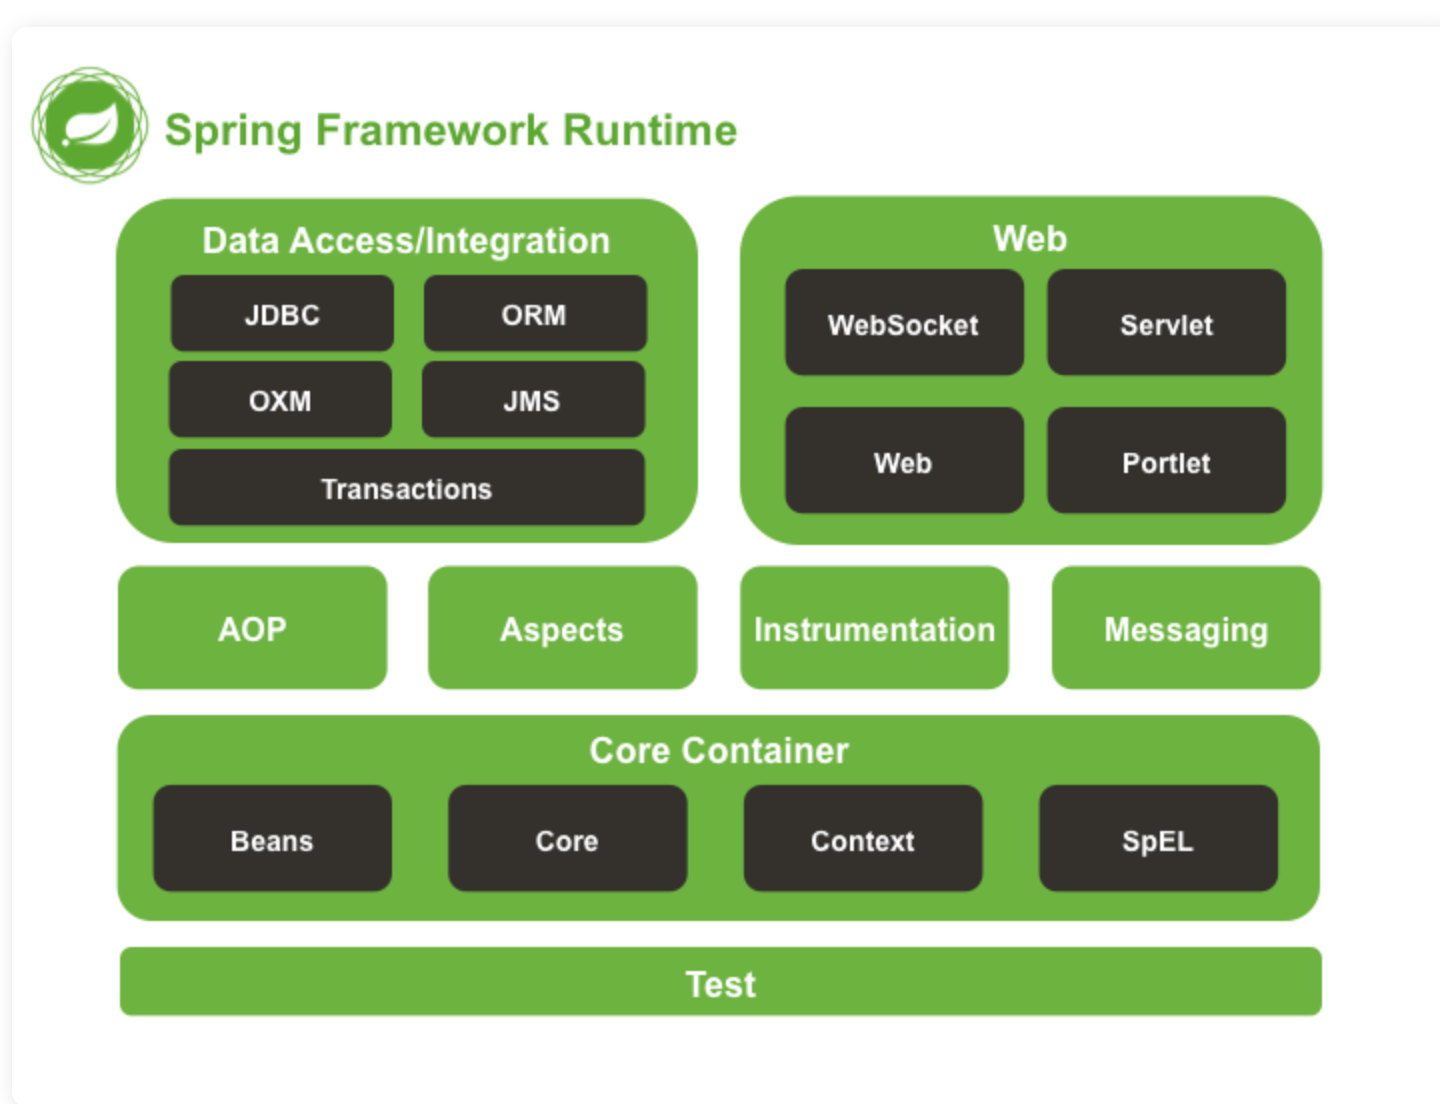 Spring Framework Runtime
Data Access/Integration
JDBC
ORM
OXM
JMS
Transactions
Web
WebSocket
Servlet
Web
Portlet
AOP
Aspects
Instrumentation
Messaging
Core Container
Beans
Core
Context
SpEL
Test